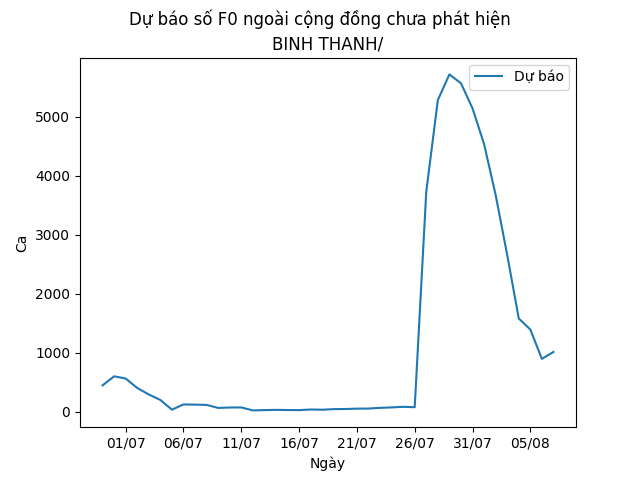 Dự báo số F0 ngoài cộng đồng chưa phát hiện
BINH THANH/
Dự báo
Ca
5000
4000
3000
2000
1000
0
01/07 06/07 11/07 16/07 21/07 26/07 31/07 05/08
Ngày